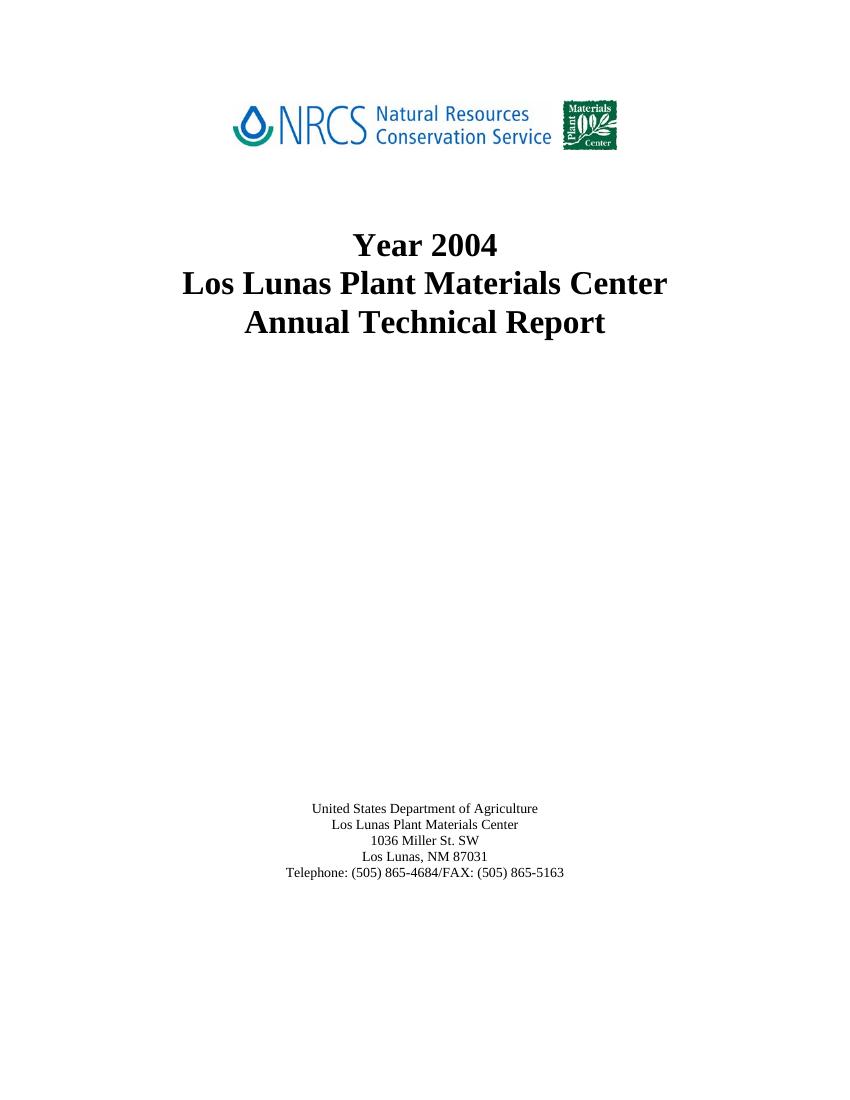 NRCS Natural Resources
Conservation Service
Plant Materials
Center
Year 2004
Los Lunas Plant Materials Center
Annual Technical Report
United States Department of Agriculture
Los Lunas Plant Materials Center
1036 Miller St. SW
Los Lunas, NM 87031
Telephone: (505) 865-4684/FAX: (505) 865-5163